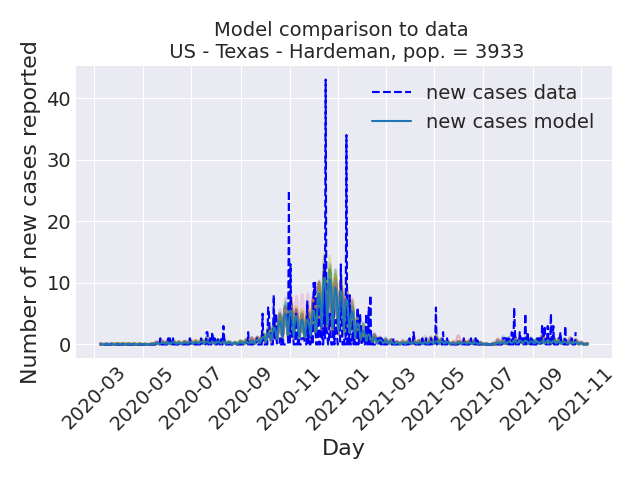 Model comparison to data
US - Texas - Hardeman, pop. = 3933
Number of new cases reported
40
30
20
10
0
new cases data
new cases model
2020-03
2020-05
2020-07
2020-09
2020-11
2021-01
2021-03
2021-05
2021-07
2021-09
2021-11
Day